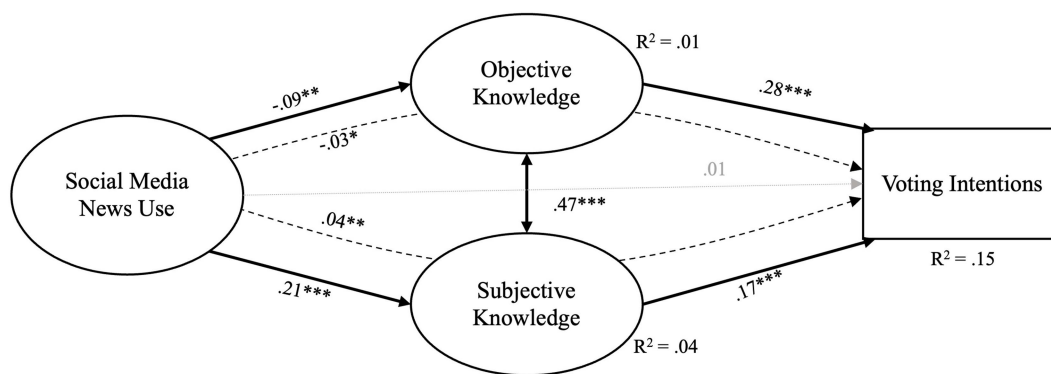 R² = .01
Objective
Knowledge
-.09**
.28***
-.03*
Social Media
News Use
.01
Voting Intentions
.47***
.04**
R² = .15
.21***
Subjective
Knowledge
.17***
R² = .04